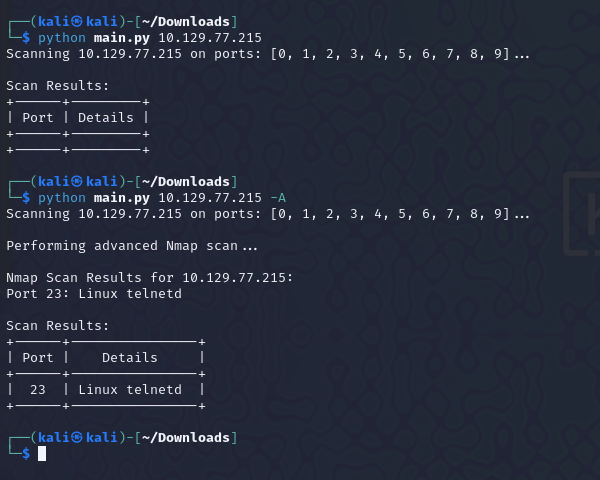 ┌──(kali㉿kali)-[~/Downloads]
└─$ python main.py 10.129.77.215
Scanning 10.129.77.215 on ports: [0, 1, 2, 3, 4, 5, 6, 7, 8, 9]...

Scan Results:
+------+---------+
| Port | Details |
+------+---------+
+------+---------+

┌──(kali㉿kali)-[~/Downloads]
└─$ python main.py 10.129.77.215 -A
Scanning 10.129.77.215 on ports: [0, 1, 2, 3, 4, 5, 6, 7, 8, 9]...

Performing advanced Nmap scan...

Nmap Scan Results for 10.129.77.215:
Port 23: Linux telnetd

Scan Results:
+------+----------------+
| Port |    Details     |
+------+----------------+
|  23  | Linux telnetd  |
+------+----------------+

┌──(kali㉿kali)-[~/Downloads]
└─$